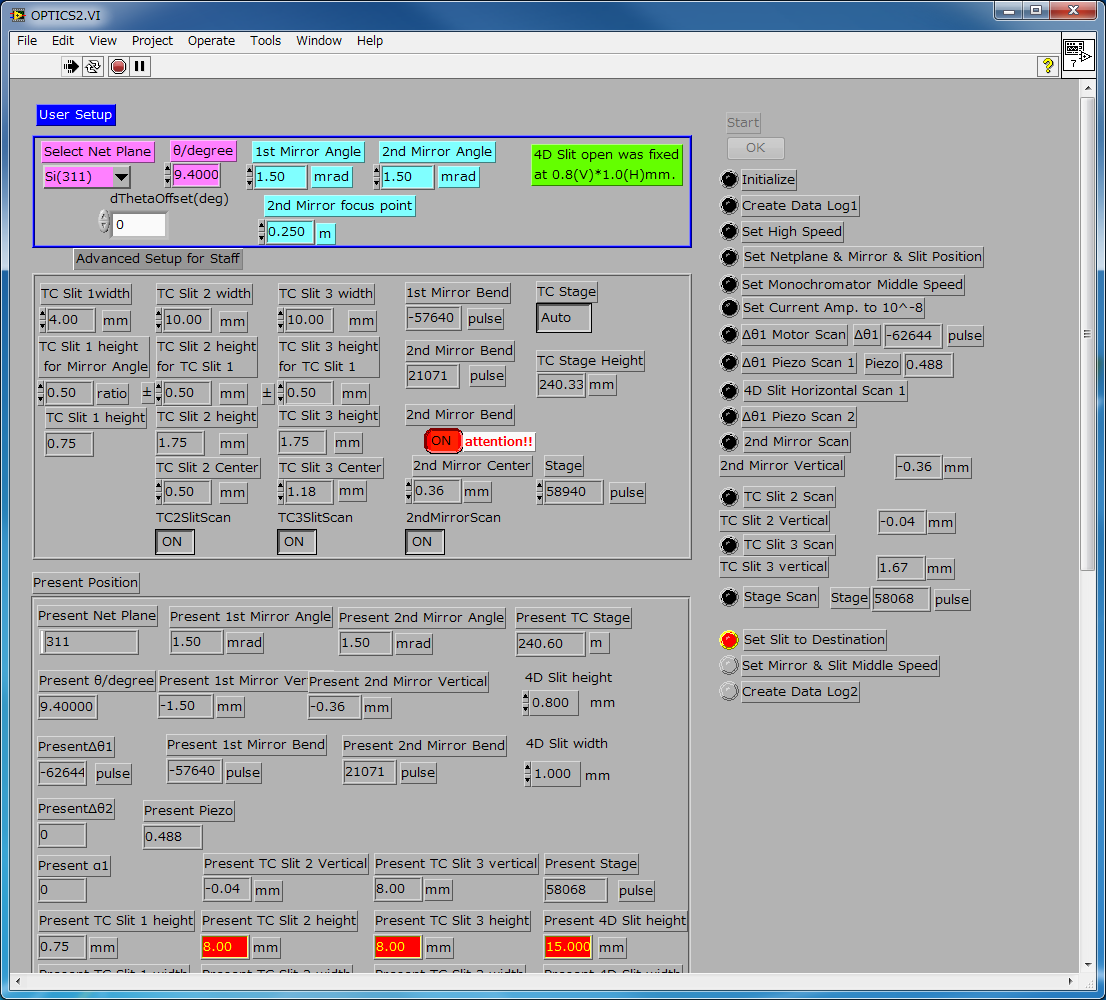 OPTICS2.VI
File Edit View Project Operate Tools Window Help
7
User Setup
Select Net Plane θ/degree 1st Mirror Angle 2nd Mirror Angle 4D Slit open was fixed at 0.8(V)*1.0(H)mm.
Si(311) 9.4000 1.50 mrad 1.50 mrad
dThetaOffset(deg) 2nd Mirror focus point
0 0.250 m
Advanced Setup for Staff
TC Slit 1width TC Slit 2 width TC Slit 3 width 1st Mirror Bend TC Stage
4.00 mm 10.00 mm 10.00 mm -57640 pulse Auto
TC Slit 1 height for Mirror Angle TC Slit 2 height for TC Slit 1 TC Slit 3 height for TC Slit 1 2nd Mirror Bend TC Stage Height
0.50 ratio ± 0.50 mm ± 0.50 mm 21071 pulse 240.33 mm
TC Slit 1 height TC Slit 2 height TC Slit 3 height 2nd Mirror Bend
0.75 1.75 mm 1.75 mm ON attention!!
TC Slit 2 Center TC Slit 3 Center 2nd Mirror Center Stage
0.50 mm 1.18 mm 0.36 mm 58940 pulse
TC2SlitScan TC3SlitScan 2ndMirrorScan
ON ON ON
Present Position
Present Net Plane Present 1st Mirror Angle Present 2nd Mirror Angle Present TC Stage
311 1.50 mrad 1.50 mrad 240.60 m
Present θ/degree Present 1st Mirror Ver Present 2nd Mirror Vertical 4D Slit height
9.40000 -1.50 mm -0.36 mm 0.800 mm
PresentΔθ1 Present 1st Mirror Bend Present 2nd Mirror Bend 4D Slit width
-62644 pulse -57640 pulse 21071 pulse 1.000 mm
PresentΔθ2 Present Piezo
0 0.488
Present α1 Present TC Slit 2 Vertical Present TC Slit 3 vertical Present Stage
0 -0.04 mm 8.00 mm 58068 pulse
Present TC Slit 1 height Present TC Slit 2 height Present TC Slit 3 height Present 4D Slit height
0.75 mm 8.00 mm 8.00 mm 15.000 mm
Present TC Slit 1 width Present TC Slit 2 width Present TC Slit 3 width Present 4D Slit width
Start
OK
Initialize
Create Data Log1
Set High Speed
Set Netplane & Mirror & Slit Position
Set Monochromator Middle Speed
Set Current Amp. to 10^-8
Δθ1 Motor Scan Δθ1 -62644 pulse
Δθ1 Piezo Scan 1 Piezo 0.488
4D Slit Horizontal Scan 1
Δθ1 Piezo Scan 2
2nd Mirror Scan
2nd Mirror Vertical -0.36 mm
TC Slit 2 Scan
TC Slit 2 Vertical -0.04 mm
TC Slit 3 Scan
TC Slit 3 vertical 1.67 mm
Stage Scan Stage 58068 pulse
Set Slit to Destination
Set Mirror & Slit Middle Speed
Create Data Log2